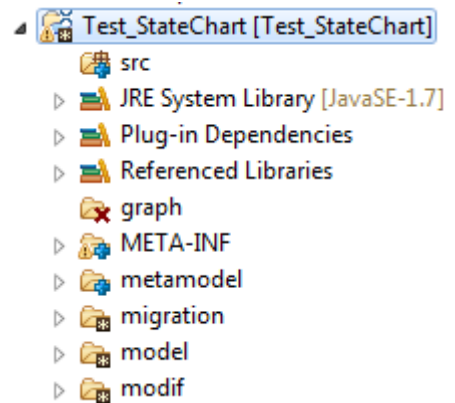 Test_StateChart [Test_StateChart]
src
JRE System Library [JavaSE-1.7]
Plug-in Dependencies
Referenced Libraries
graph
META-INF
metamodel
migration
model
modif